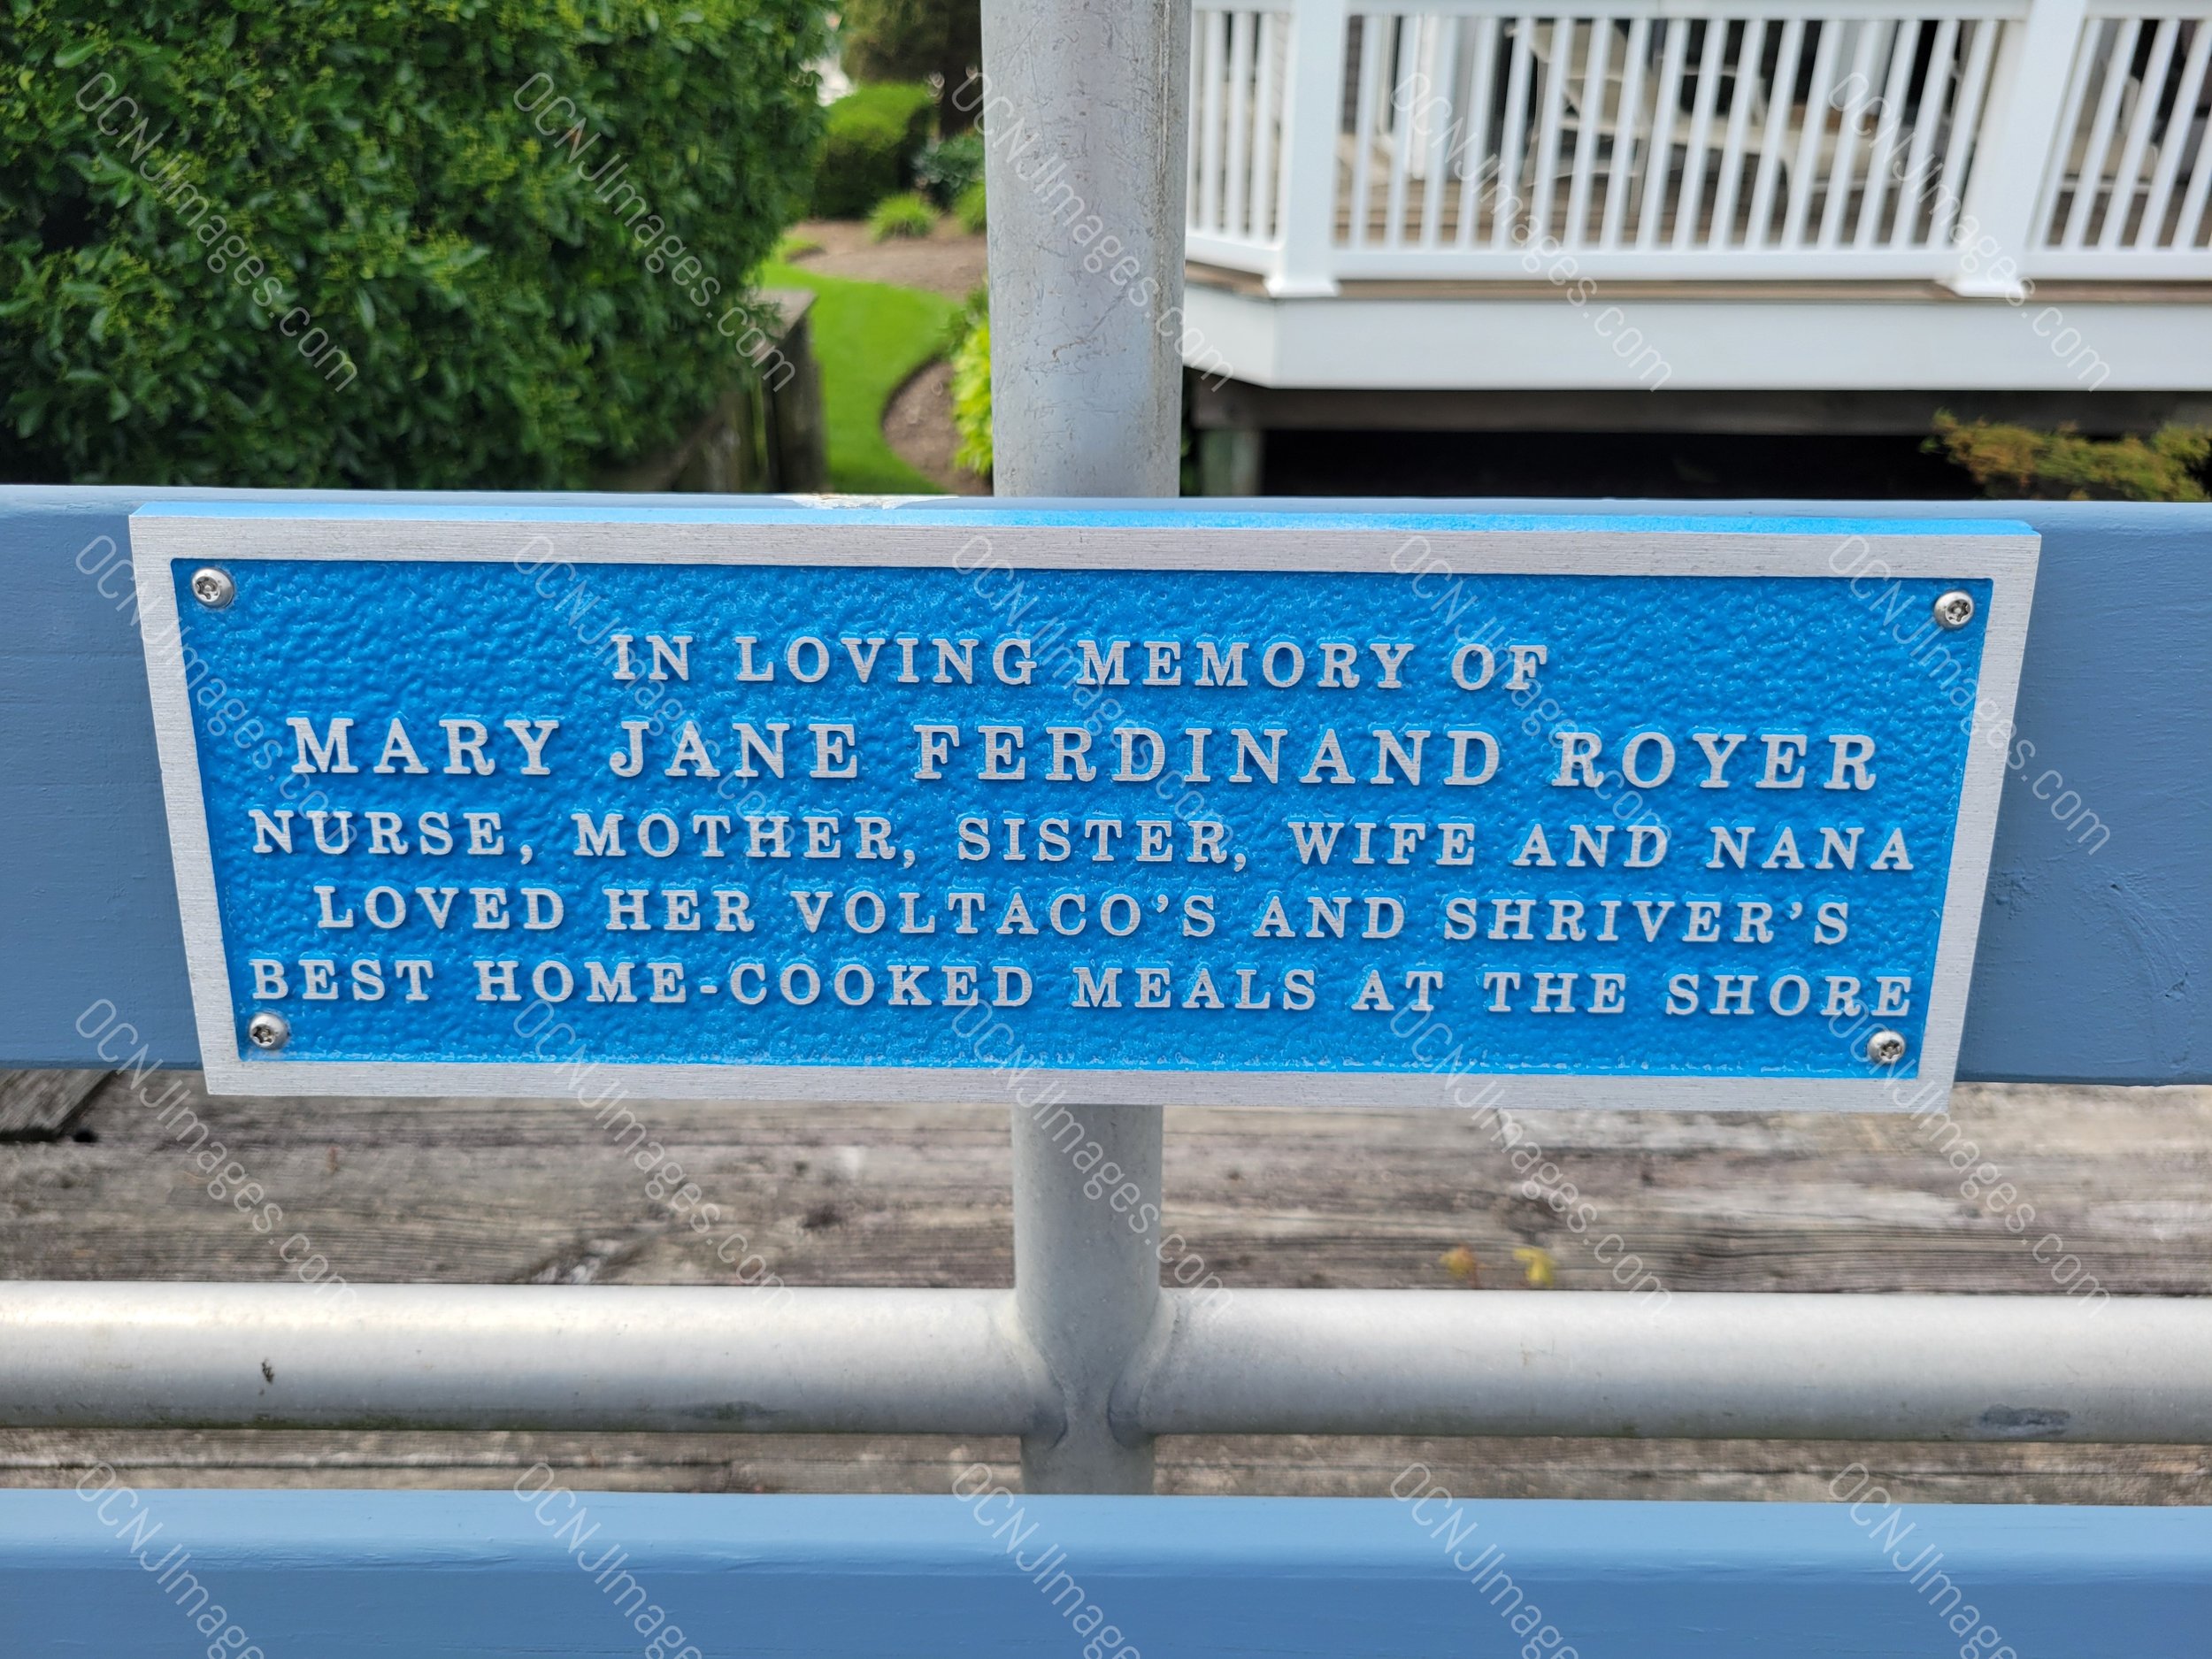 IN LOVING MEMORY OF
MARY JANE FERDINAND ROYER
NURSE, MOTHER, SISTER, WIFE AND NANA
LOVED HER VOLTACO'S AND SHRIVER'S
BEST HOME-COOKED MEALS AT THE SHORE
OCNJImages.com